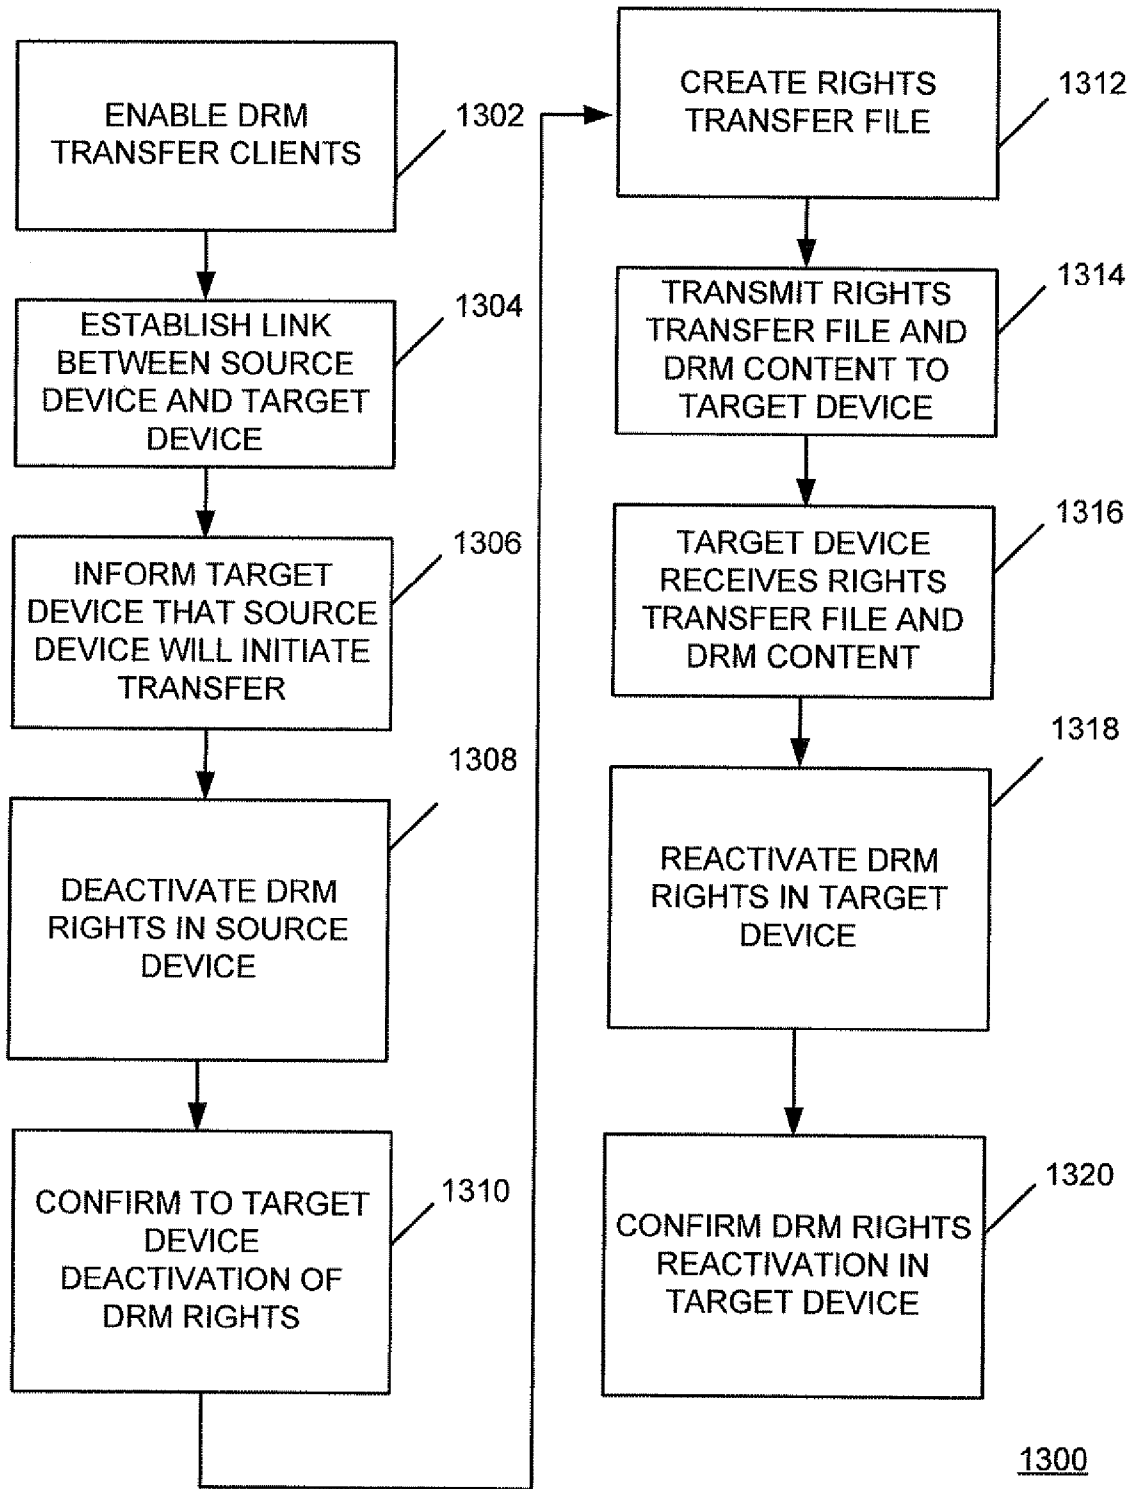 ENABLE DRM
TRANSFER CLIENTS
1302
ESTABLISH LINK
BETWEEN SOURCE
DEVICE AND TARGET
DEVICE
1304
INFORM TARGET
DEVICE THAT SOURCE
DEVICE WILL INITIATE
TRANSFER
1306
DEACTIVATE DRM
RIGHTS IN SOURCE
DEVICE
1308
CONFIRM TO TARGET
DEVICE
DEACTIVATION OF
DRM RIGHTS
1310
CREATE RIGHTS
TRANSFER FILE
1312
TRANSMIT RIGHTS
TRANSFER FILE AND
DRM CONTENT TO
TARGET DEVICE
1314
TARGET DEVICE
RECEIVES RIGHTS
TRANSFER FILE AND
DRM CONTENT
1316
REACTIVATE DRM
RIGHTS IN TARGET
DEVICE
1318
CONFIRM DRM RIGHTS
REACTIVATION IN
TARGET DEVICE
1320
1300